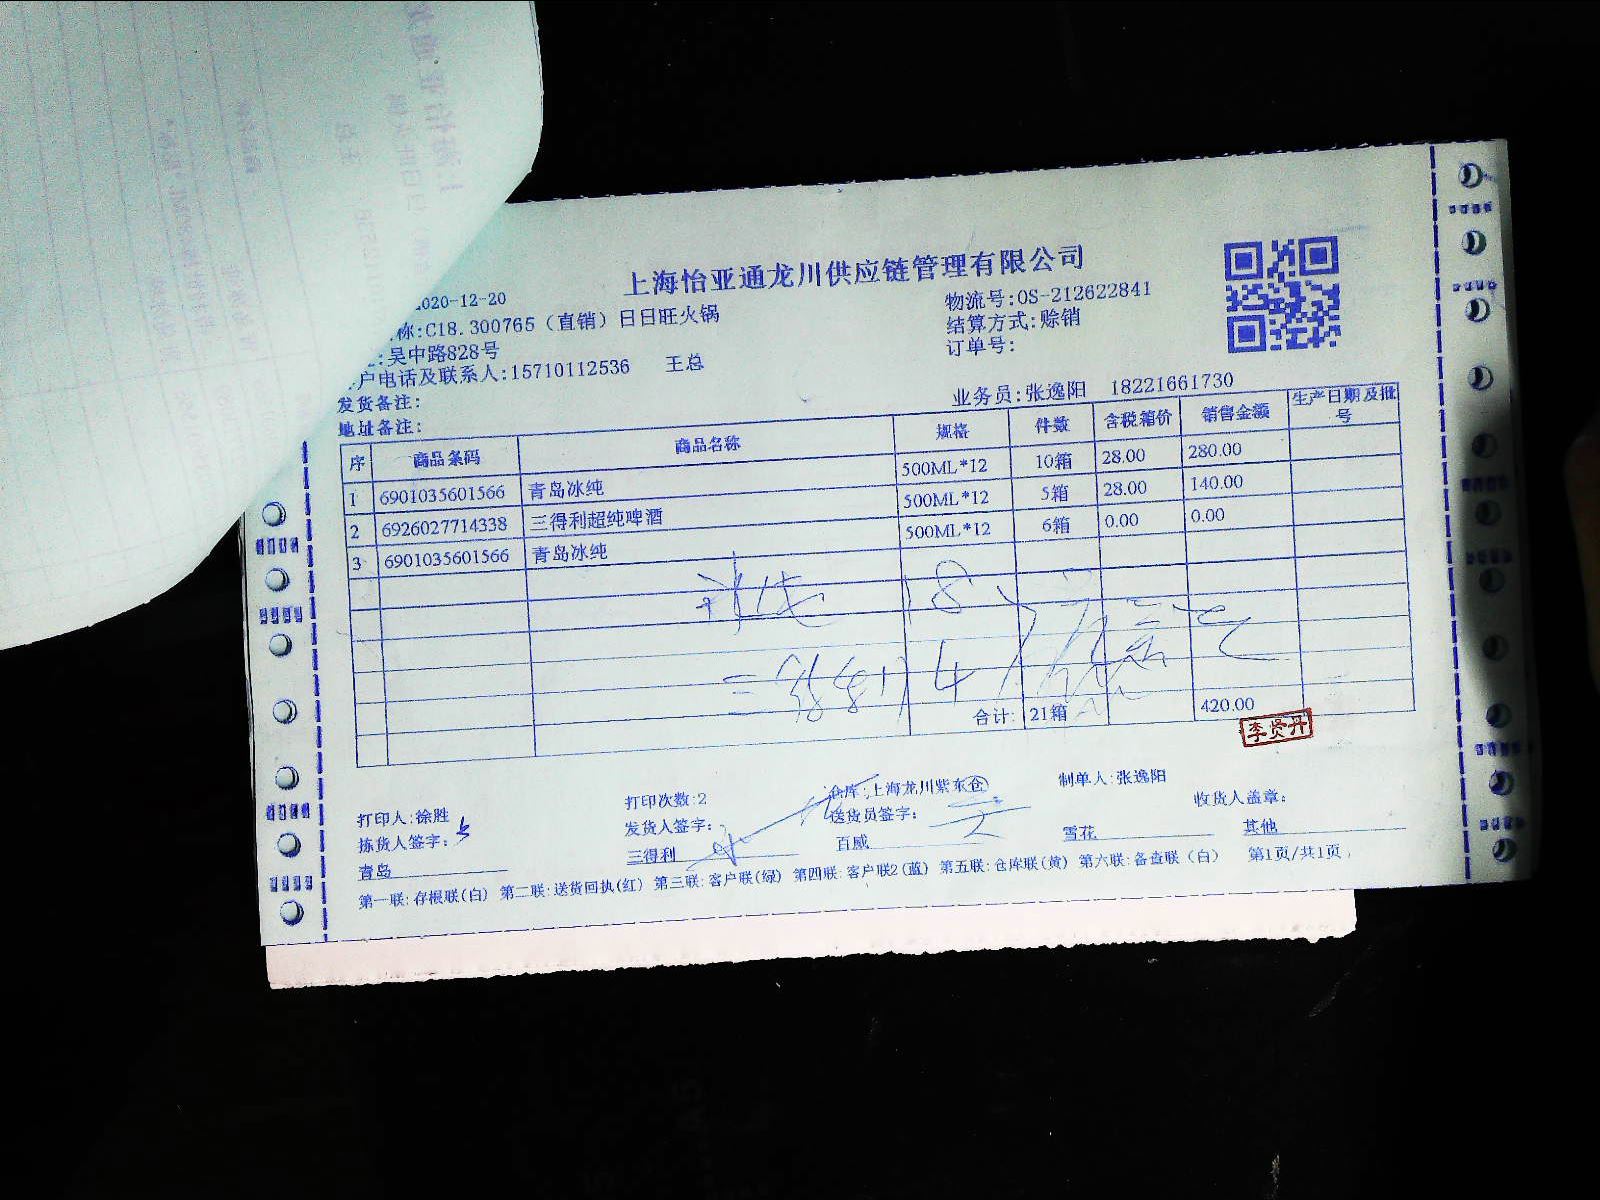 上海怡亚通龙川供应链管理有限公司
2020-12-20
物流号:OS-212622841
称:C18.300765（直销）日日旺火锅
结算方式:赊销
:吴中路828号
订单号:
户电话及联系人:15710112536 王总
业务员:张逸阳 18221661730
发货备注:
地址备注:
序 商品条码 商品名称 规格 件数 含税箱价 销售金额 生产日期及批号
1 6901035601566 青岛冰纯 500ML*12 10箱 28.00 280.00
2 6926027714338 三得利超纯啤酒 500ML*12 5箱 28.00 140.00
3 6901035601566 青岛冰纯 500ML*12 6箱 0.00 0.00
18
4
合计: 21箱 420.00
李贤丹
打印人:徐胜 打印次数:2 仓库:上海龙川紫东仓 制单人:张逸阳
拣货人签字: 发货人签字: 送货员签字: 收货人盖章:
青岛 三得利 百威 雪花 其他
第一联:存根联(白) 第二联:送货回执(红) 第三联:客户联(绿) 第四联:客户联2(蓝) 第五联:仓库联(黄) 第六联:备查联(白) 第1页/共1页